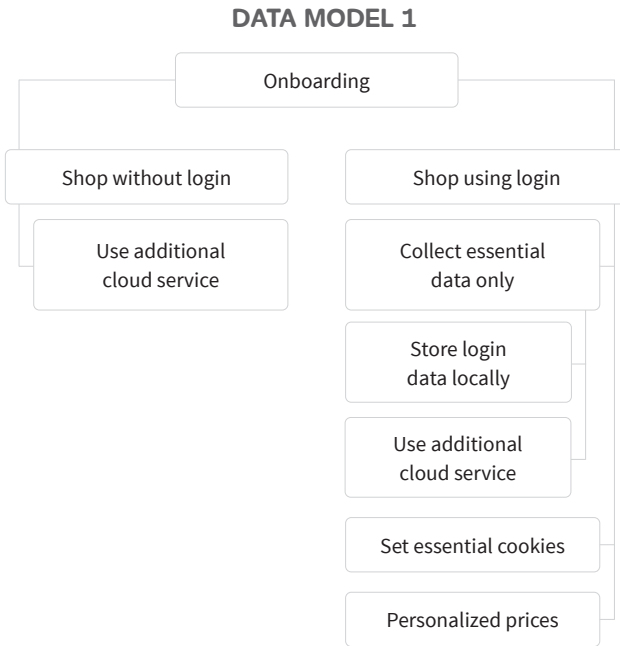 DATA MODEL 1
Onboarding
Shop without login
Use additional
cloud service
Shop using login
Collect essential
data only
Store login
data locally
Use additional
cloud service
Set essential cookies
Personalized prices